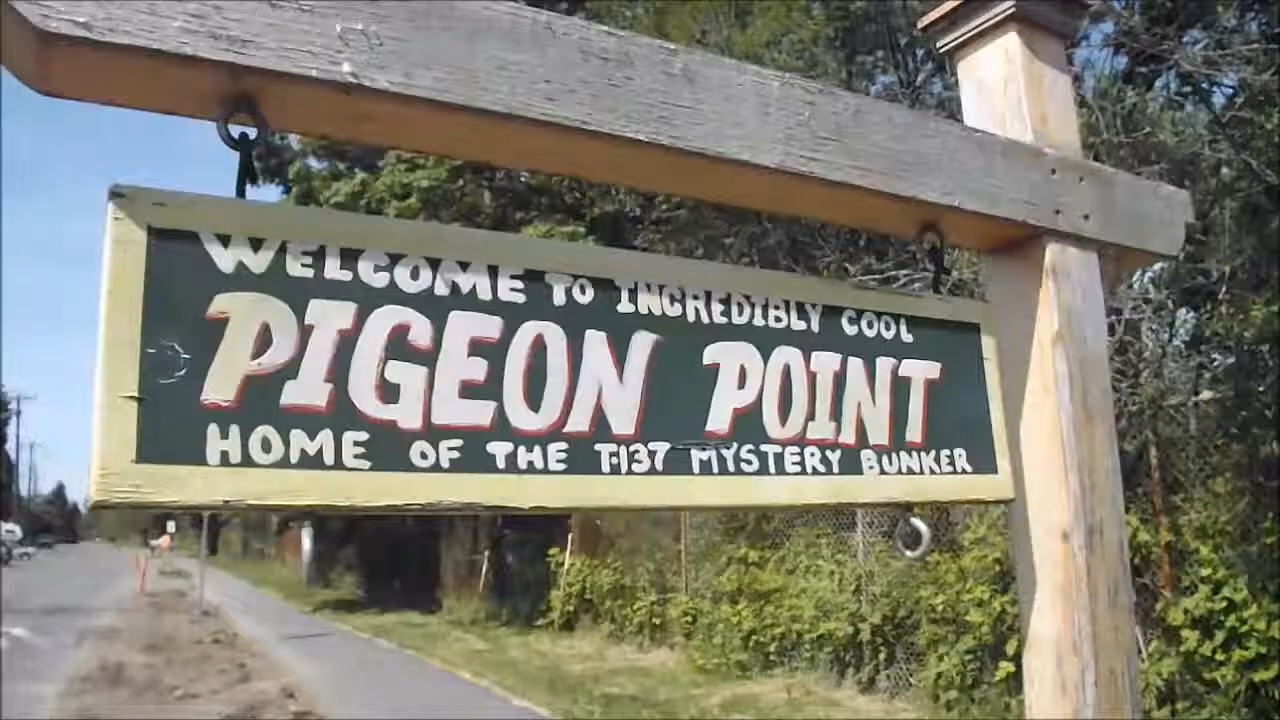 WELCOME TO INCREDIBLY COOL
PIGEON POINT
HOME OF THE T-137 MYSTERY BUNKER